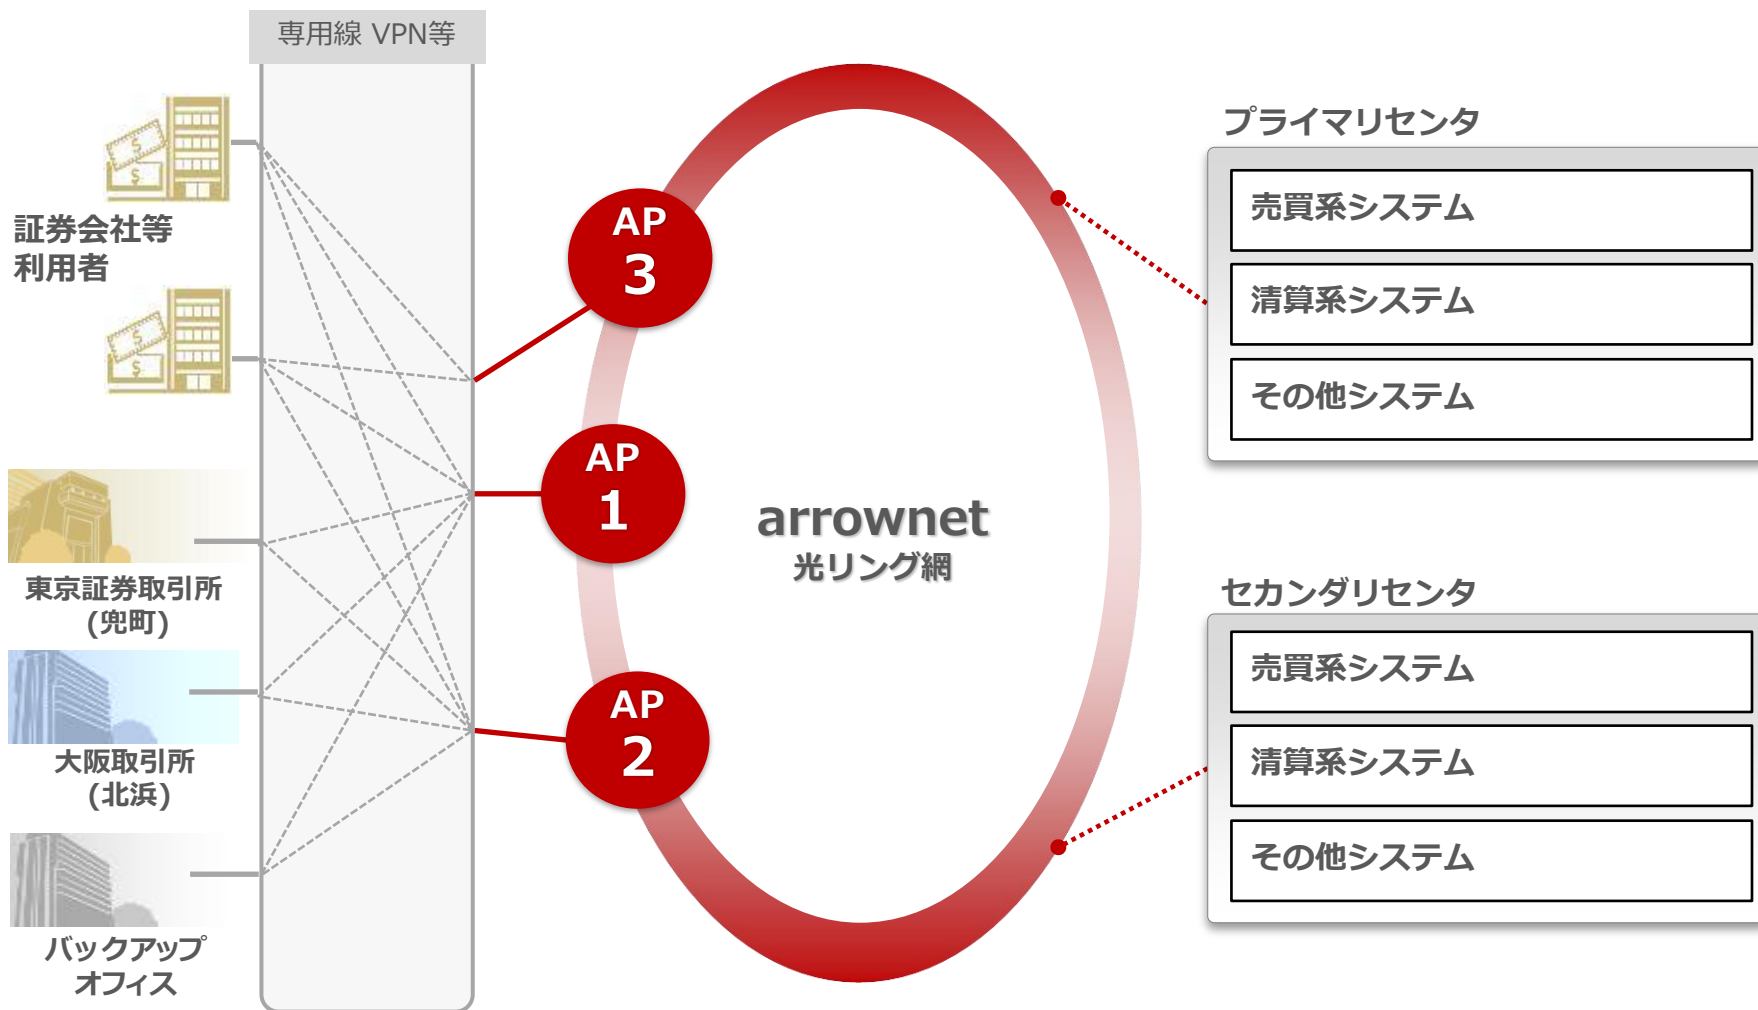 専用線 VPN等
証券会社等
利用者
東京証券取引所
(兜町)
大阪取引所
(北浜)
バックアップ
オフィス
AP
3
AP
1
AP
2
arrownet
光リング網
プライマリセンタ
売買系システム
清算系システム
その他システム
セカンダリセンタ
売買系システム
清算系システム
その他システム